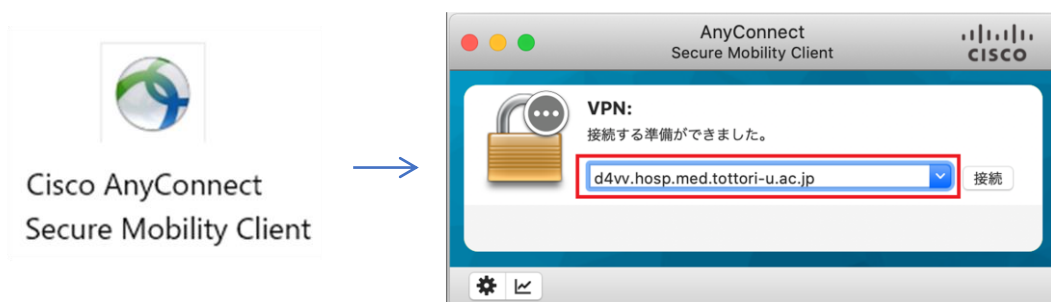 Cisco AnyConnect
Secure Mobility Client
AnyConnect
Secure Mobility Client
CISCO
VPN:
接続する準備ができました。
d4vv.hosp.med.tottori-u.ac.jp
接続